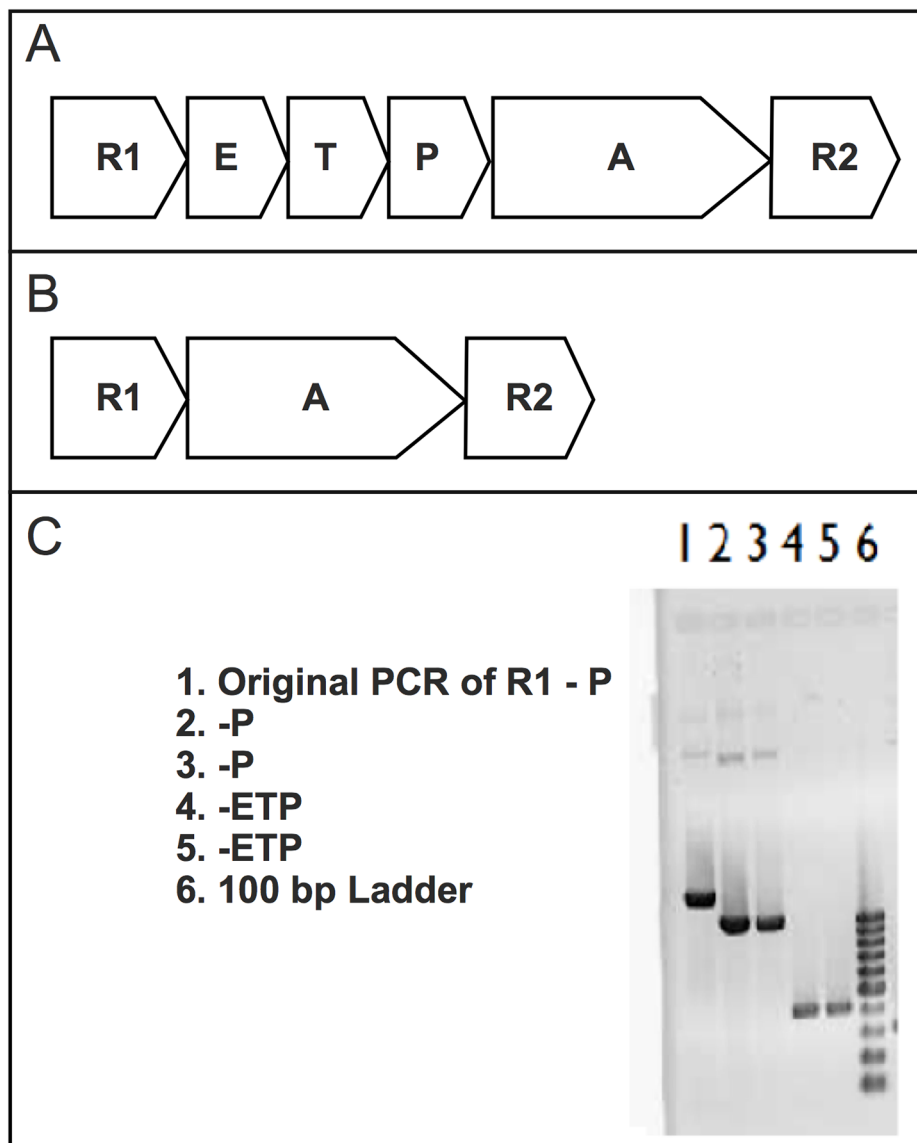 A
R1 E T P A R2
B
R1 A R2
C
1 2 3 4 5 6
1. Original PCR of R1 - P
2. -P
3. -P
4. -ETP
5. -ETP
6. 100 bp Ladder